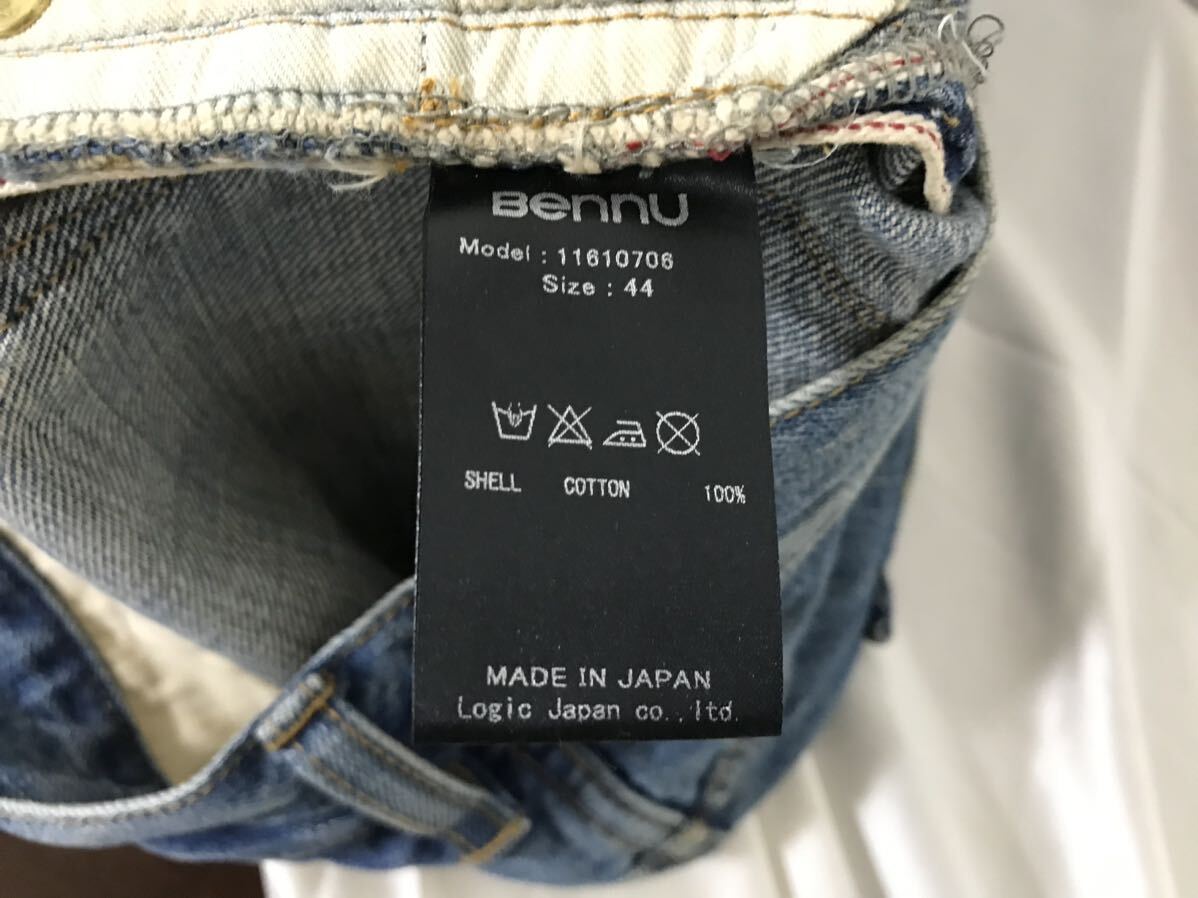 Bennu
Model : 11610706
Size : 44
SHELL COTTON 100%
MADE IN JAPAN
Logic Japan co., ltd.